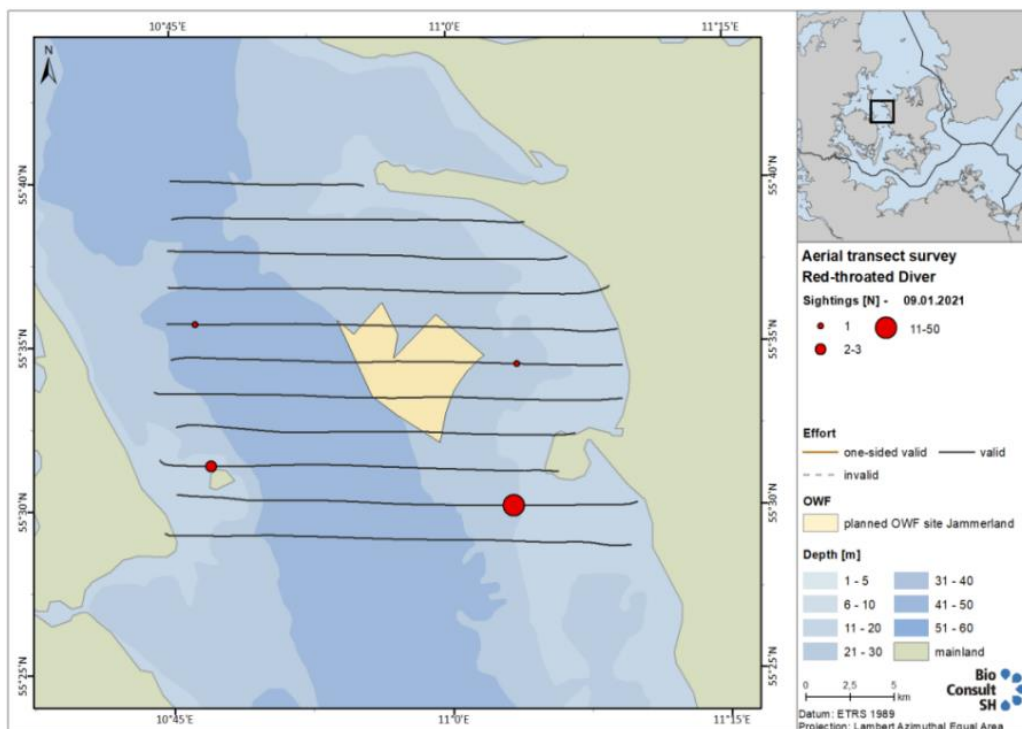 10°45'E 11°0'E 11°15'E
N
55°40'N 55°40'N
55°35'N 55°35'N
55°30'N 55°30'N
55°25'N 55°25'N
10°45'E 11°0'E 11°15'E
Aerial transect survey
Red-throated Diver
Sightings [N] - 09.01.2021
1 11-50
2-3
Effort
one-sided valid valid
invalid
OWF
planned OWF site Jammerland
Depth [m]
1 - 5 31 - 40
6 - 10 41 - 50
11 - 20 51 - 60
21 - 30 mainland
0 2,5 5
km
Bio
Consult
SH
Datum : ETRS 1989
Projection: Lambert Azimuthal Equal Area